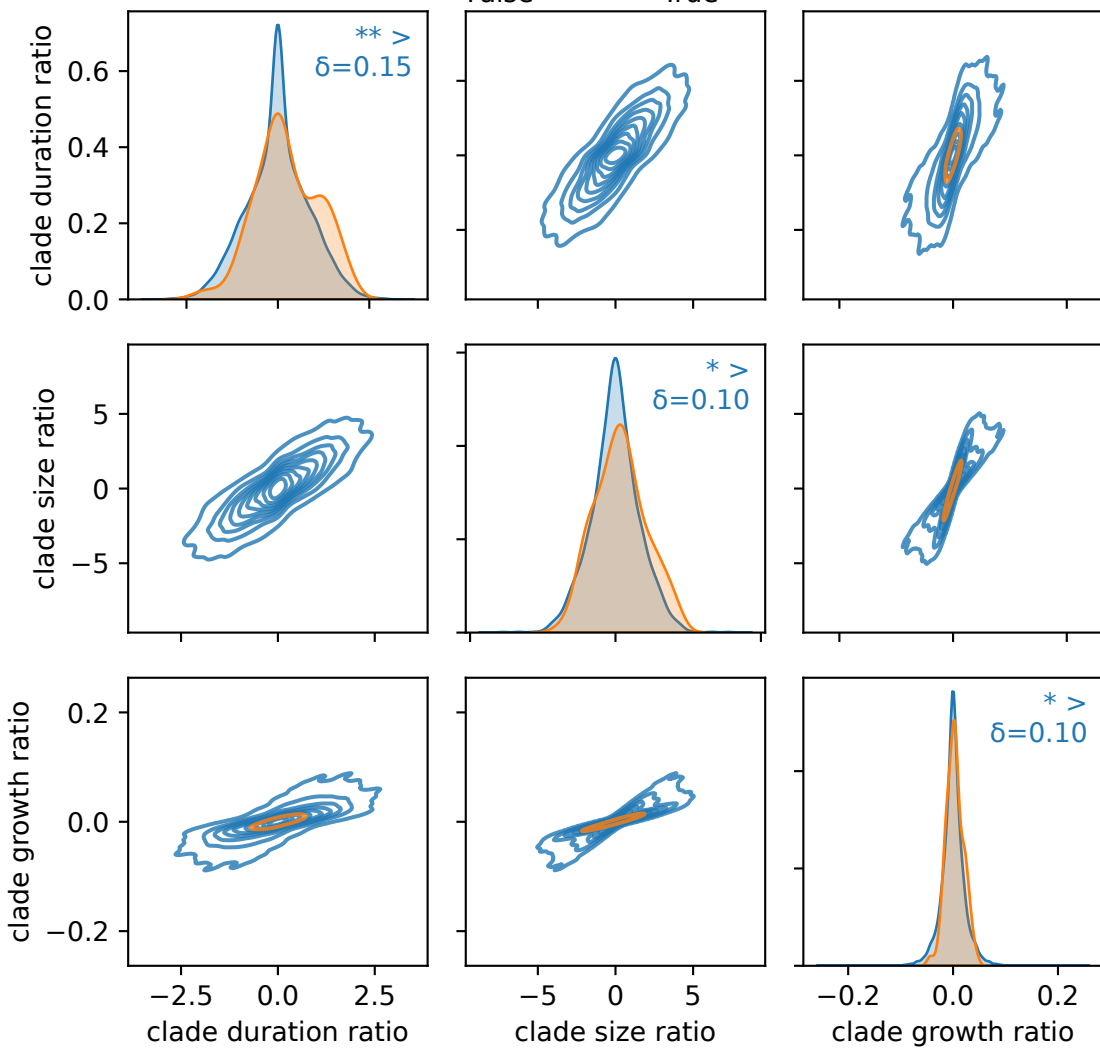 clade duration ratio
0.6
0.4
0.2
0.0
** >
δ=0.15
clade size ratio
5
0
−5
* >
δ=0.10
clade growth ratio
0.2
0.0
−0.2
* >
δ=0.10
−2.5 0.0 2.5
−5 0 5
−0.2 0.0 0.2
clade duration ratio
clade size ratio
clade growth ratio